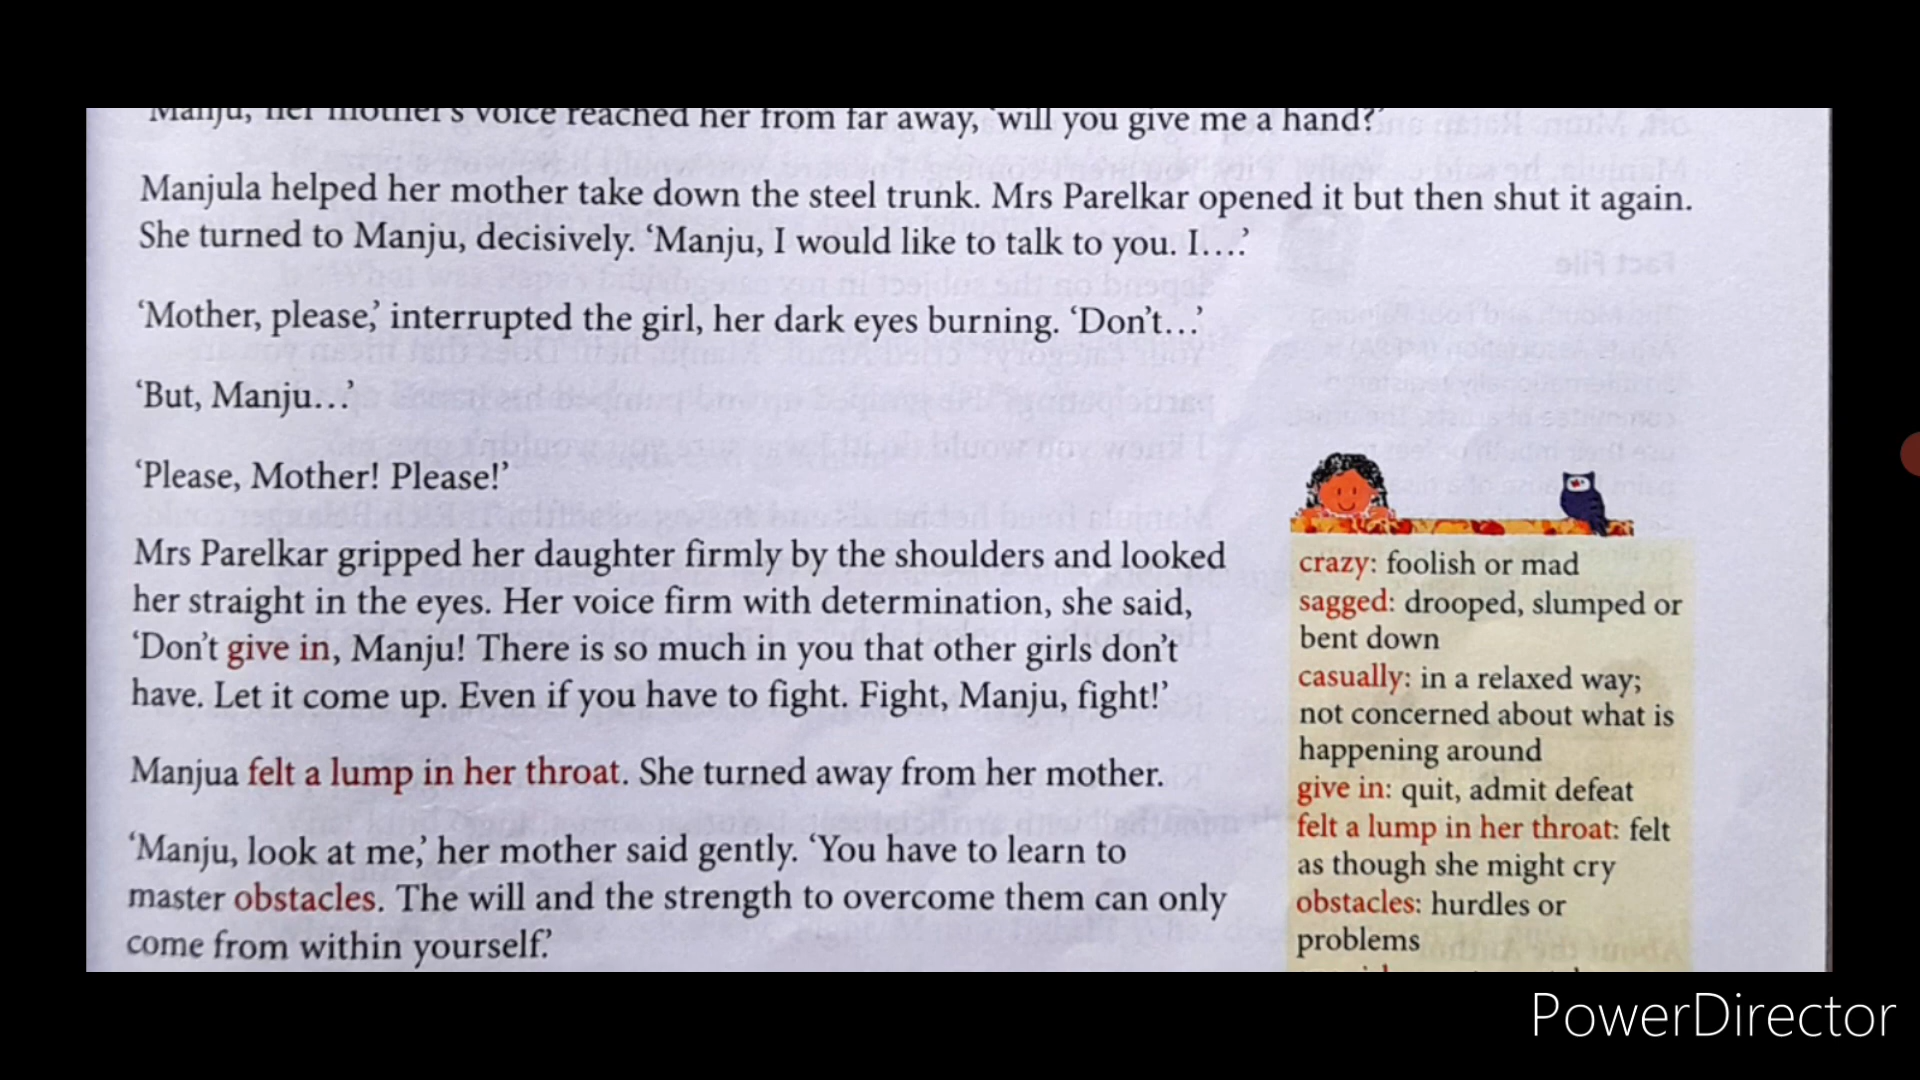 ‘Manju, her mother’s voice reached her from far away, ‘will you give me a hand?’
Manjula helped her mother take down the steel trunk. Mrs Parelkar opened it but then shut it again.
She turned to Manju, decisively. ‘Manju, I would like to talk to you. I….’
‘Mother, please,’ interrupted the girl, her dark eyes burning. ‘Don’t…’
‘But, Manju…’
‘Please, Mother! Please!’
Mrs Parelkar gripped her daughter firmly by the shoulders and looked
her straight in the eyes. Her voice firm with determination, she said,
‘Don’t give in, Manju! There is so much in you that other girls don’t
have. Let it come up. Even if you have to fight. Fight, Manju, fight!’
Manjua felt a lump in her throat. She turned away from her mother.
‘Manju, look at me,’ her mother said gently. ‘You have to learn to
master obstacles. The will and the strength to overcome them can only
come from within yourself.’
crazy: foolish or mad
sagged: drooped, slumped or
bent down
casually: in a relaxed way;
not concerned about what is
happening around
give in: quit, admit defeat
felt a lump in her throat: felt
as though she might cry
obstacles: hurdles or
problems
PowerDirector